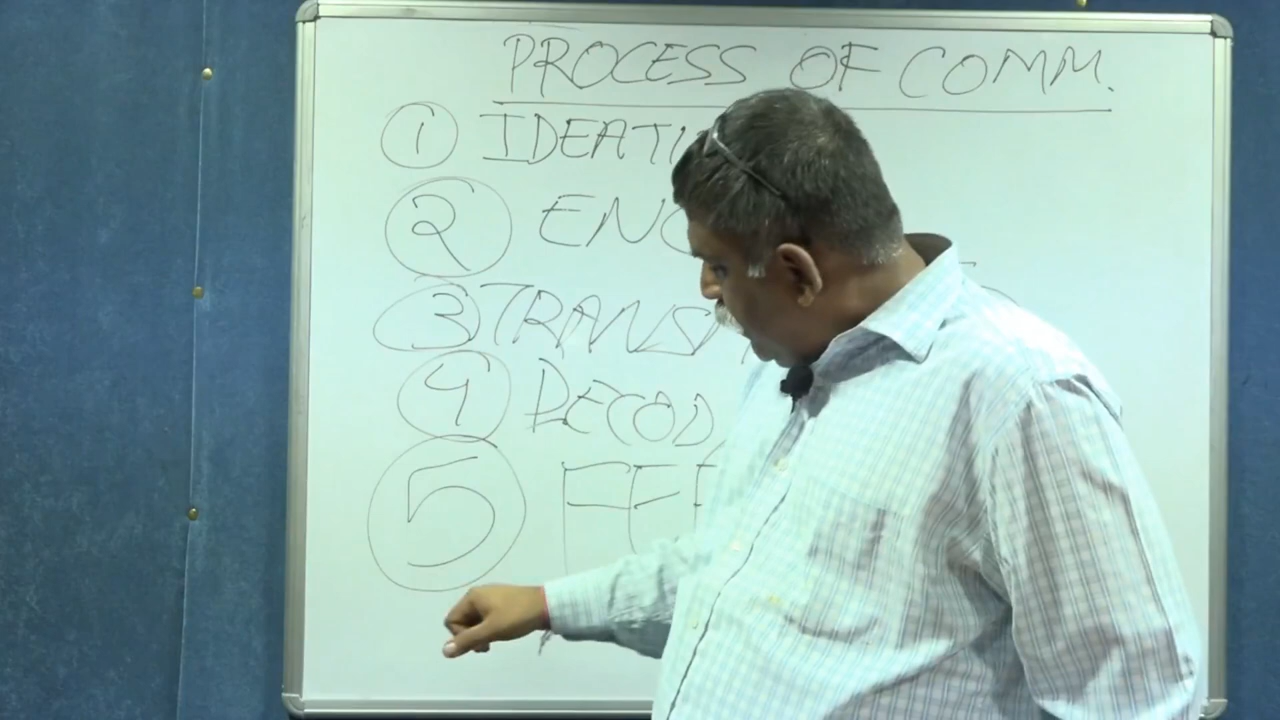 PROCESS OF COMM.
1 IDEATI
2 ENC
3 TRANS
4 DECOD
5 FEE